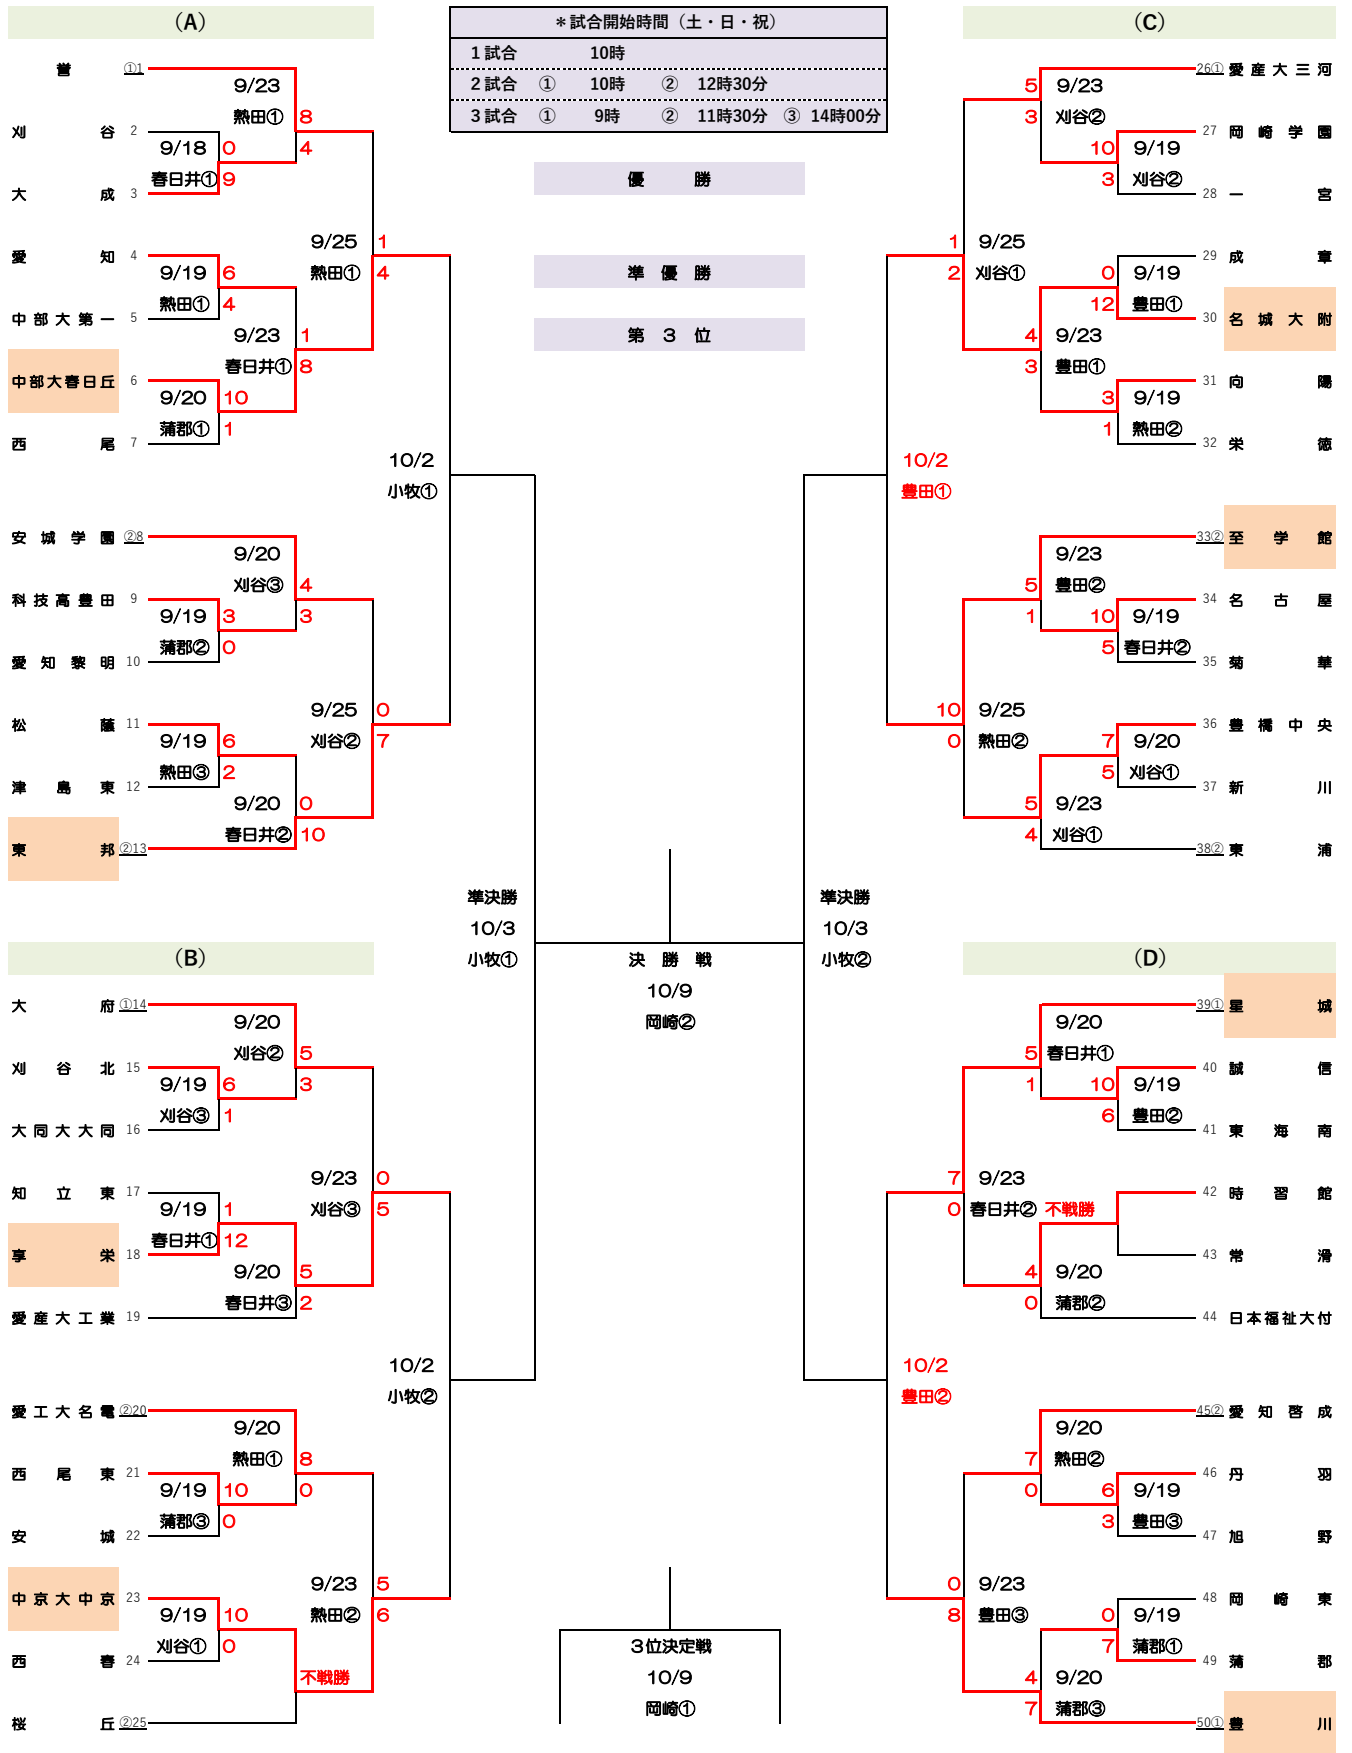 （A）
誉 ①1
9/23
熱田① 8
刈谷 2
4
9/18 0
春日井① 9
大成 3
愛知 4
9/25 1
熱田① 4
9/19 6
熱田① 4
中部大第一 5
9/23 1
春日井① 8
中部大春日丘 6
9/20 10
蒲郡① 1
西尾 7
10/2
小牧①
安城学園 ②8
9/20
刈谷③ 4
科技高豊田 9
3
9/19 3
蒲郡② 0
愛知黎明 10
9/25 0
刈谷② 7
松蔭 11
9/19 6
熱田③ 2
津島東 12
9/20 0
春日井② 10
東邦 ②13
（B）
大府 ①14
9/20
刈谷② 5
刈谷北 15
3
9/19 6
刈谷③ 1
大同大大同 16
9/23 0
刈谷③ 5
知立東 17
9/19 1
春日井① 12
享栄 18
9/20 5
春日井③ 2
愛産大工業 19
10/2
小牧②
愛工大名電 ②20
9/20
熱田① 8
西尾東 21
0
9/19 10
蒲郡③ 0
安城 22
9/23 5
熱田② 6
中京大中京 23
9/19 10
刈谷① 0
西春 24
不戦勝
桜丘 ②25
＊試合開始時間（土・日・祝）
1試合 10時
2試合 ① 10時 ② 12時30分
3試合 ① 9時 ② 11時30分 ③ 14時00分
優勝
準優勝
第3位
準決勝
10/3
小牧①
決勝戦
10/9
岡崎②
準決勝
10/3
小牧②
3位決定戦
10/9
岡崎①
（C）
26① 愛産大三河
5 9/23
3 刈谷②
27 岡崎学園
10 9/19
3 刈谷②
28 一宮
1 9/25
2 刈谷①
29 成章
0 9/19
12 豊田①
30 名城大附
4 9/23
3 豊田①
31 向陽
3 9/19
1 熱田②
32 栄徳
10/2
豊田①
33② 至学館
9/23
5 豊田②
1
34 名古屋
10 9/19
5 春日井②
35 菊華
10 9/25
0 熱田②
36 豊橋中央
7 9/20
5 刈谷①
37 新川
5 9/23
4 刈谷①
38② 東浦
（D）
39① 星城
9/20
5 春日井①
1
40 誠信
10 9/19
6 豊田②
41 東海南
7 9/23
0 春日井②
42 時習館
不戦勝
43 常滑
4 9/20
0 蒲郡②
44 日本福祉大付
10/2
豊田②
45② 愛知啓成
9/20
7 熱田②
0
46 丹羽
6 9/19
3 豊田③
47 旭野
0 9/23
8 豊田③
48 岡崎東
0 9/19
7 蒲郡①
49 蒲郡
4 9/20
7 蒲郡③
50① 豊川